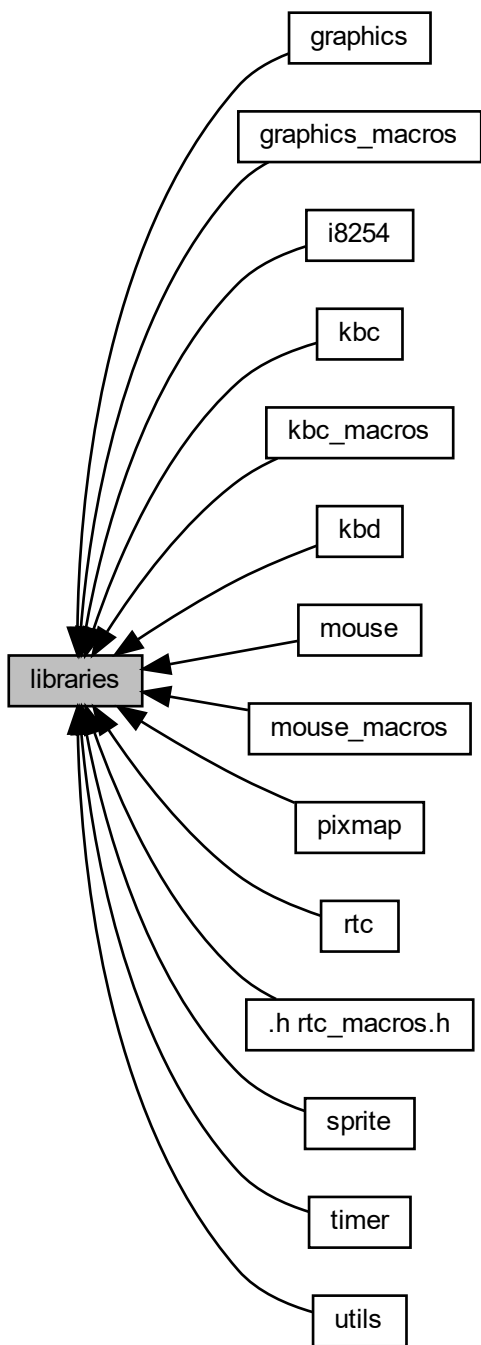 graphics
graphics_macros
i8254
kbc
kbc_macros
kbd
mouse
libraries
mouse_macros
pixmap
rtc
.h rtc_macros.h
sprite
timer
utils